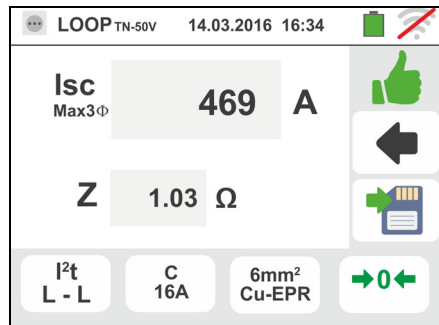 LOOP TN-50V 14.03.2016 16:34
Isc 469 A
Max3Φ
Z 1.03 Ω
I²t
L - L
C
16A
6mm²
Cu-EPR
0